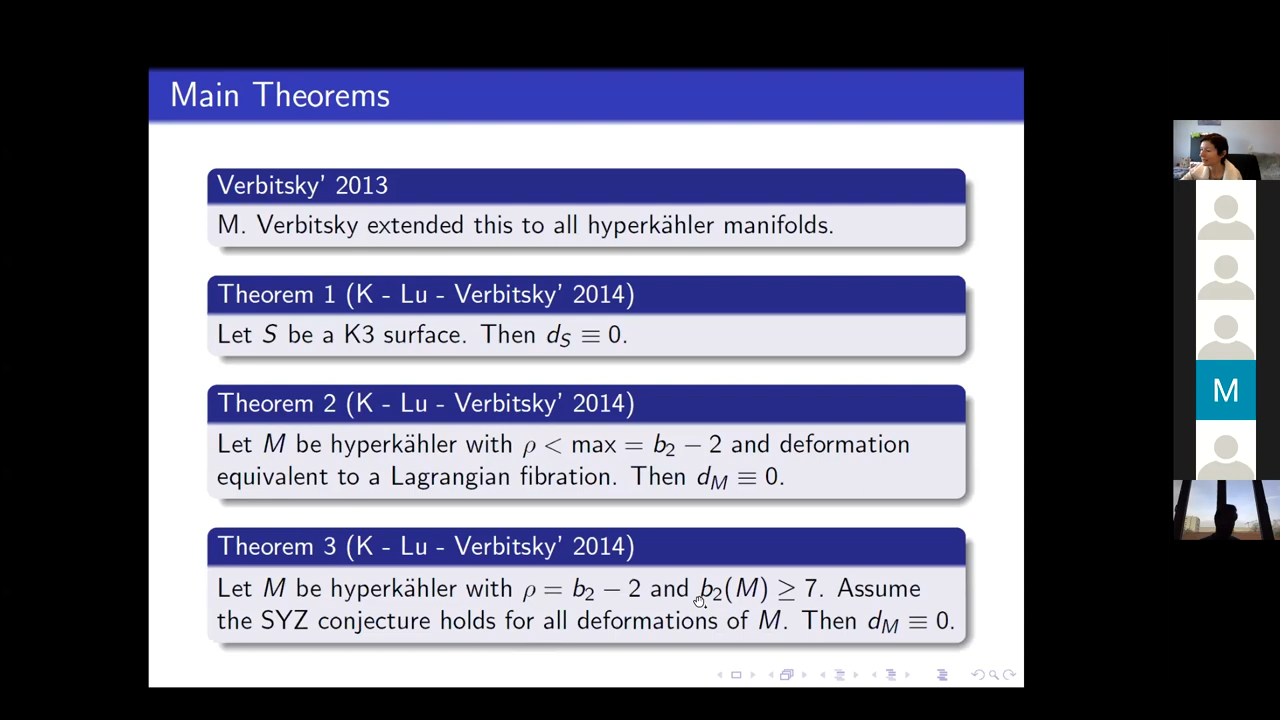 Main Theorems
Verbitsky' 2013
M. Verbitsky extended this to all hyperkähler manifolds.
Theorem 1 (K - Lu - Verbitsky' 2014)
Let S be a K3 surface. Then d_S ≡ 0.
Theorem 2 (K - Lu - Verbitsky' 2014)
Let M be hyperkähler with ρ < max = b₂ − 2 and deformation
equivalent to a Lagrangian fibration. Then d_M ≡ 0.
Theorem 3 (K - Lu - Verbitsky' 2014)
Let M be hyperkähler with ρ = b₂ − 2 and b₂(M) ≥ 7. Assume
the SYZ conjecture holds for all deformations of M. Then d_M ≡ 0.
M